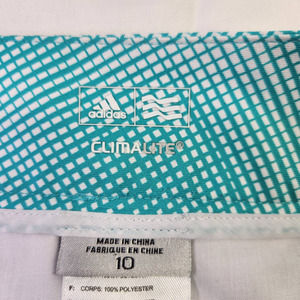 adidas
CLIMALITE®
MADE IN CHINA
FABRIQUÉ EN CHINE
10
F: CORPS: 100% POLYESTER